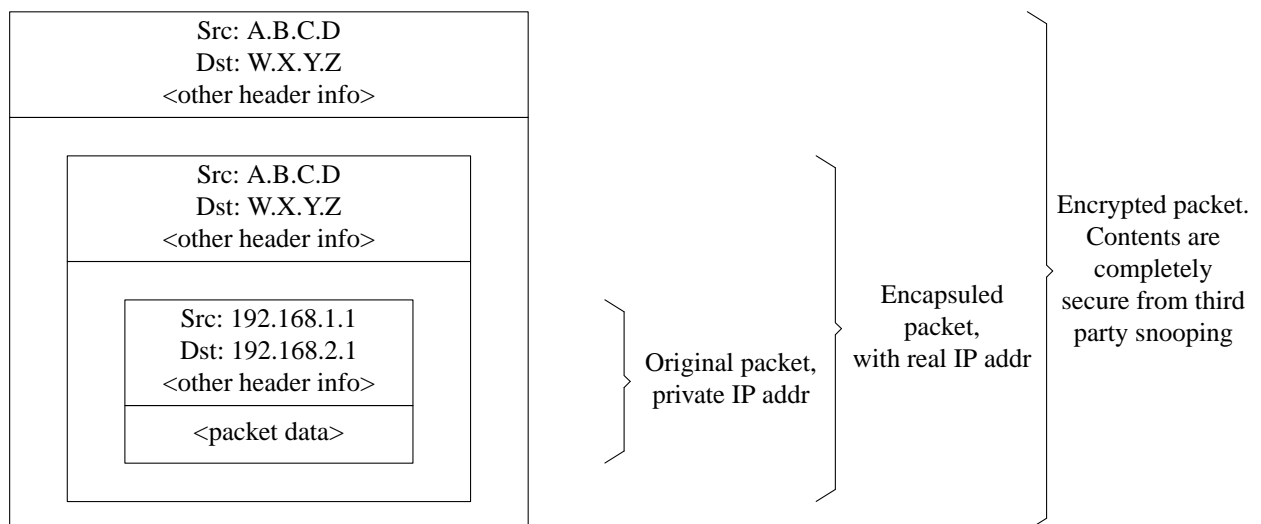 Src: A.B.C.D
Dst: W.X.Y.Z
<other header info>
Src: A.B.C.D
Dst: W.X.Y.Z
<other header info>
Src: 192.168.1.1
Dst: 192.168.2.1
<other header info>
<packet data>
Original packet,
private IP addr
Encapsuled
packet,
with real IP addr
Encrypted packet.
Contents are
completely
secure from third
party snooping